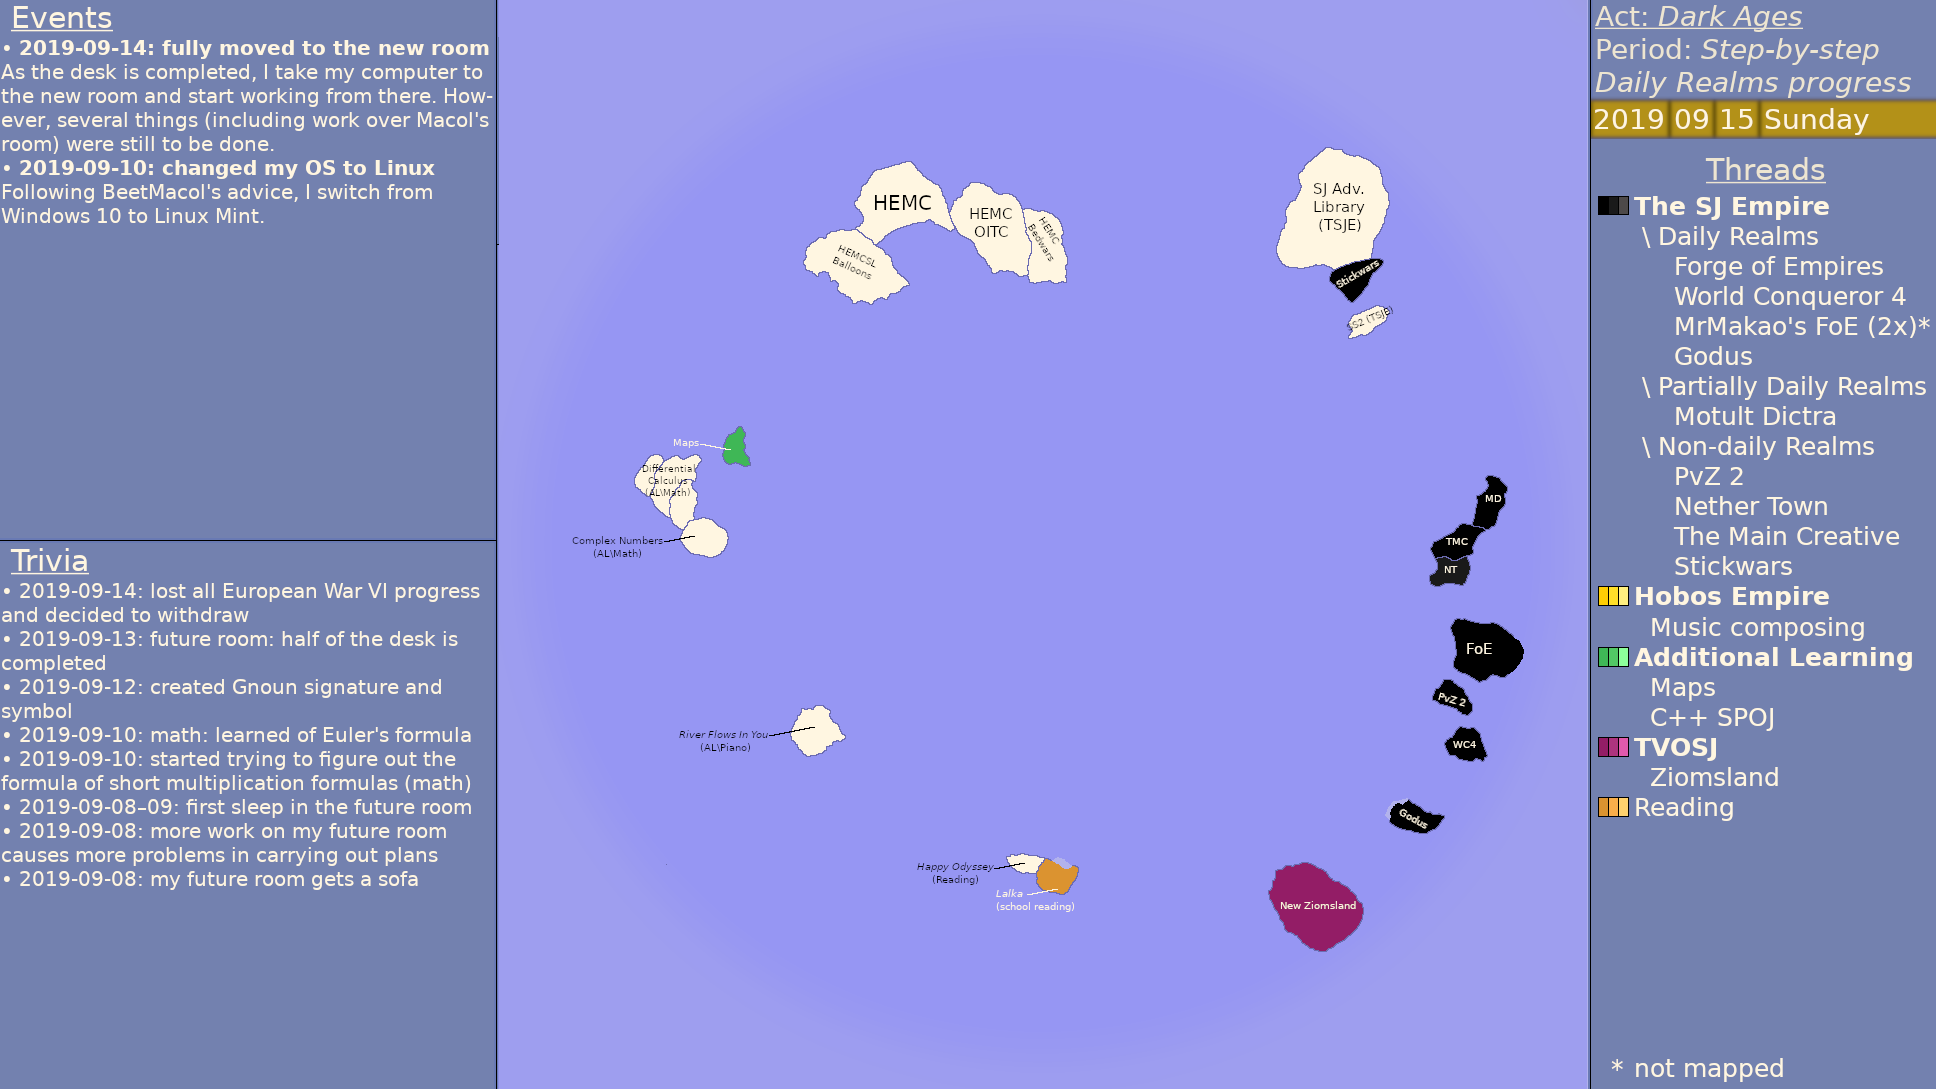 Events
• 2019-09-14: fully moved to the new room
As the desk is completed, I take my computer to
the new room and start working from there. How-
ever, several things (including work over Macol's
room) were still to be done.
• 2019-09-10: changed my OS to Linux
Following BeetMacol's advice, I switch from
Windows 10 to Linux Mint.
Trivia
• 2019-09-14: lost all European War VI progress
and decided to withdraw
• 2019-09-13: future room: half of the desk is
completed
• 2019-09-12: created Gnoun signature and
symbol
• 2019-09-10: math: learned of Euler's formula
• 2019-09-10: started trying to figure out the
formula of short multiplication formulas (math)
• 2019-09-08–09: first sleep in the future room
• 2019-09-08: more work on my future room
causes more problems in carrying out plans
• 2019-09-08: my future room gets a sofa
HEMC
HEMC
OITC
HEMC
Bedwars
HEMCSL
Balloons
SJ Adv.
Library
(TSJE)
Stickwars
SS2 (TSJE)
Maps
Differential
Calculus
(AL\Math)
Complex Numbers
(AL\Math)
MD
TMC
NT
FoE
PvZ 2
WC4
Godus
River Flows In You
(AL\Piano)
Happy Odyssey
(Reading)
Lalka
(school reading)
New Ziomsland
Act: Dark Ages
Period: Step-by-step
Daily Realms progress
2019 09 15 Sunday
Threads
The SJ Empire
\ Daily Realms
Forge of Empires
World Conqueror 4
MrMakao's FoE (2x)*
Godus
\ Partially Daily Realms
Motult Dictra
\ Non-daily Realms
PvZ 2
Nether Town
The Main Creative
Stickwars
Hobos Empire
Music composing
Additional Learning
Maps
C++ SPOJ
TVOSJ
Ziomsland
Reading
* not mapped